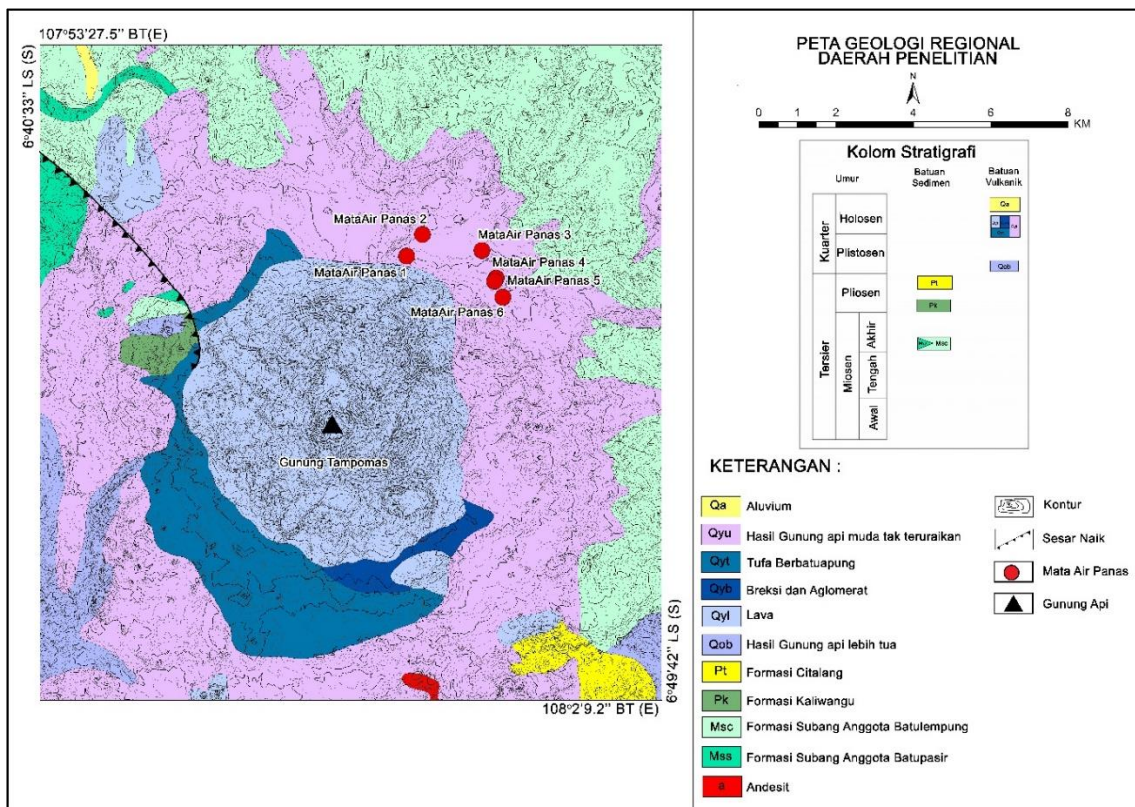 107°53'27.5" BT(E)
6°40'33" LS (S)
MataAir Panas 2
MataAir Panas 3
MataAir Panas 1
MataAir Panas 4
MataAir Panas 5
MataAir Panas 6
Gunung Tampomas
6°49'42" LS (S)
108°2'9.2" BT (E)
PETA GEOLOGI REGIONAL
DAERAH PENELITIAN
N
0 2 4 6 8
KM
Kolom Stratigrafi
Umur
Batuan
Sedimen
Batuan
Vulkanik
Kuarter
Holosen
Plistosen
Tersier
Pliosen
Miosen
Akhir
Tengah
Awal
Qa
Qob
Pt
Pk
Msc
KETERANGAN :
Qa Aluvium
Qyu Hasil Gunung api muda tak teruraikan
Qyt Tufa Berbatuapung
Qyb Breksi dan Aglomerat
Qyl Lava
Qob Hasil Gunung api lebih tua
Pt Formasi Citalang
Pk Formasi Kaliwangu
Msc Formasi Subang Anggota Batulempung
Mss Formasi Subang Anggota Batupasir
a Andesit
Kontur
Sesar Naik
Mata Air Panas
Gunung Api